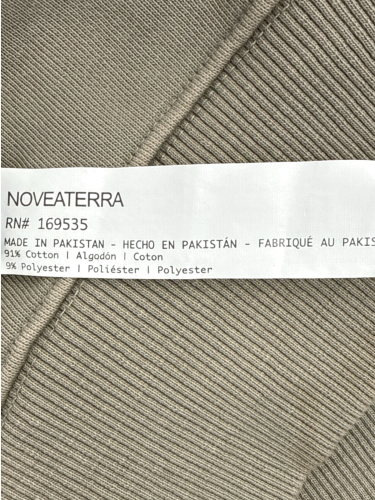 NOVEATERRA
RN# 169535
MADE IN PAKISTAN - HECHO EN PAKISTÁN - FABRIQUÉ AU PAKIS
91% Cotton | Algodón | Coton
9% Polyester | Poliéster | Polyester